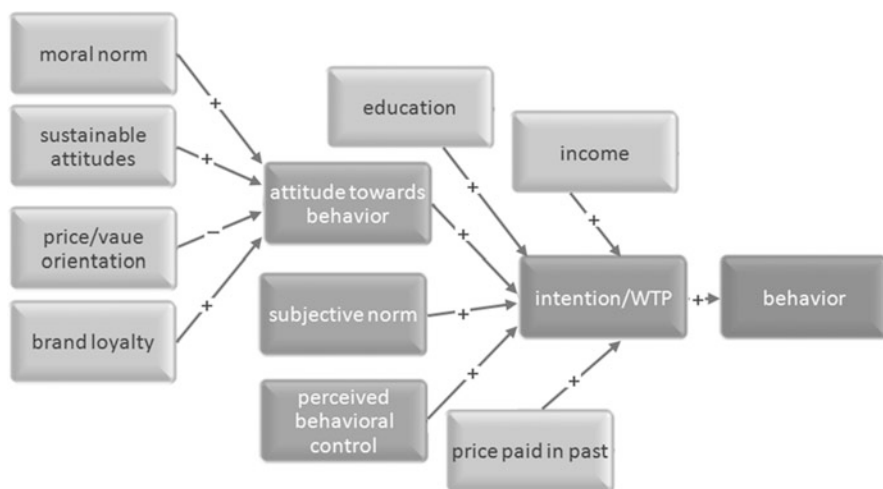 moral norm
sustainable
attitudes
price/vaue
orientation
brand loyalty
attitude towards
behavior
subjective norm
perceived
behavioral
control
education
income
intention/WTP
price paid in past
behavior
+
+
−
+
+
+
+
+
+
+
+